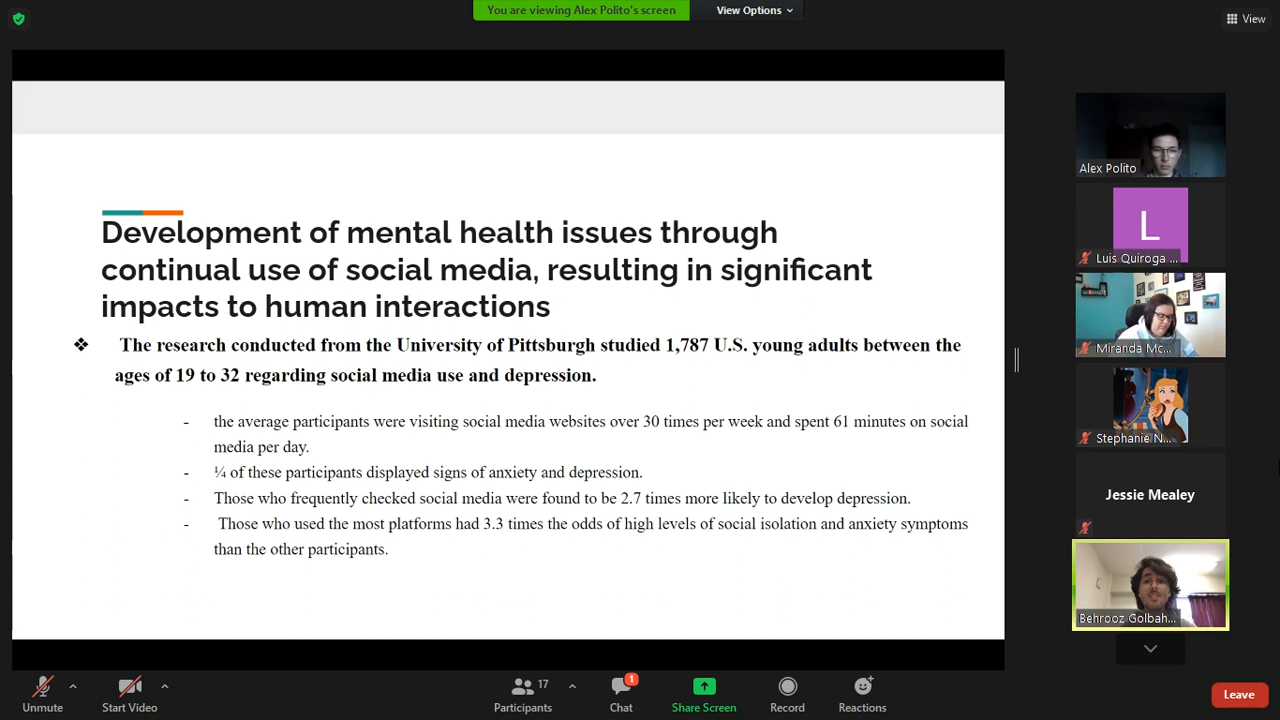 You are viewing Alex Polito's screen
View Options
View
Development of mental health issues through
continual use of social media, resulting in significant
impacts to human interactions
❖ The research conducted from the University of Pittsburgh studied 1,787 U.S. young adults between the
ages of 19 to 32 regarding social media use and depression.
- the average participants were visiting social media websites over 30 times per week and spent 61 minutes on social
media per day.
- ¼ of these participants displayed signs of anxiety and depression.
- Those who frequently checked social media were found to be 2.7 times more likely to develop depression.
- Those who used the most platforms had 3.3 times the odds of high levels of social isolation and anxiety symptoms
than the other participants.
Alex Polito
L
Luis Quiroga ...
Miranda Mc...
Stephanie N...
Jessie Mealey
Behrooz Golbah...
Unmute
Start Video
17
Participants
1
Chat
Share Screen
Record
Reactions
Leave